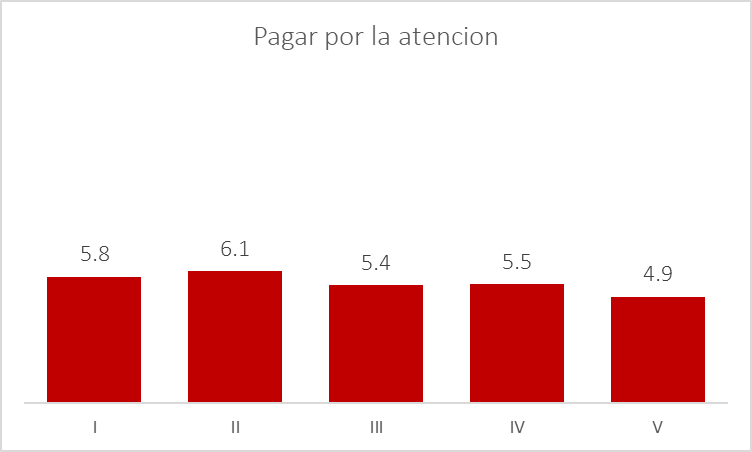 Pagar por la atencion
5.8
6.1
5.4
5.5
4.9
I
II
III
IV
V